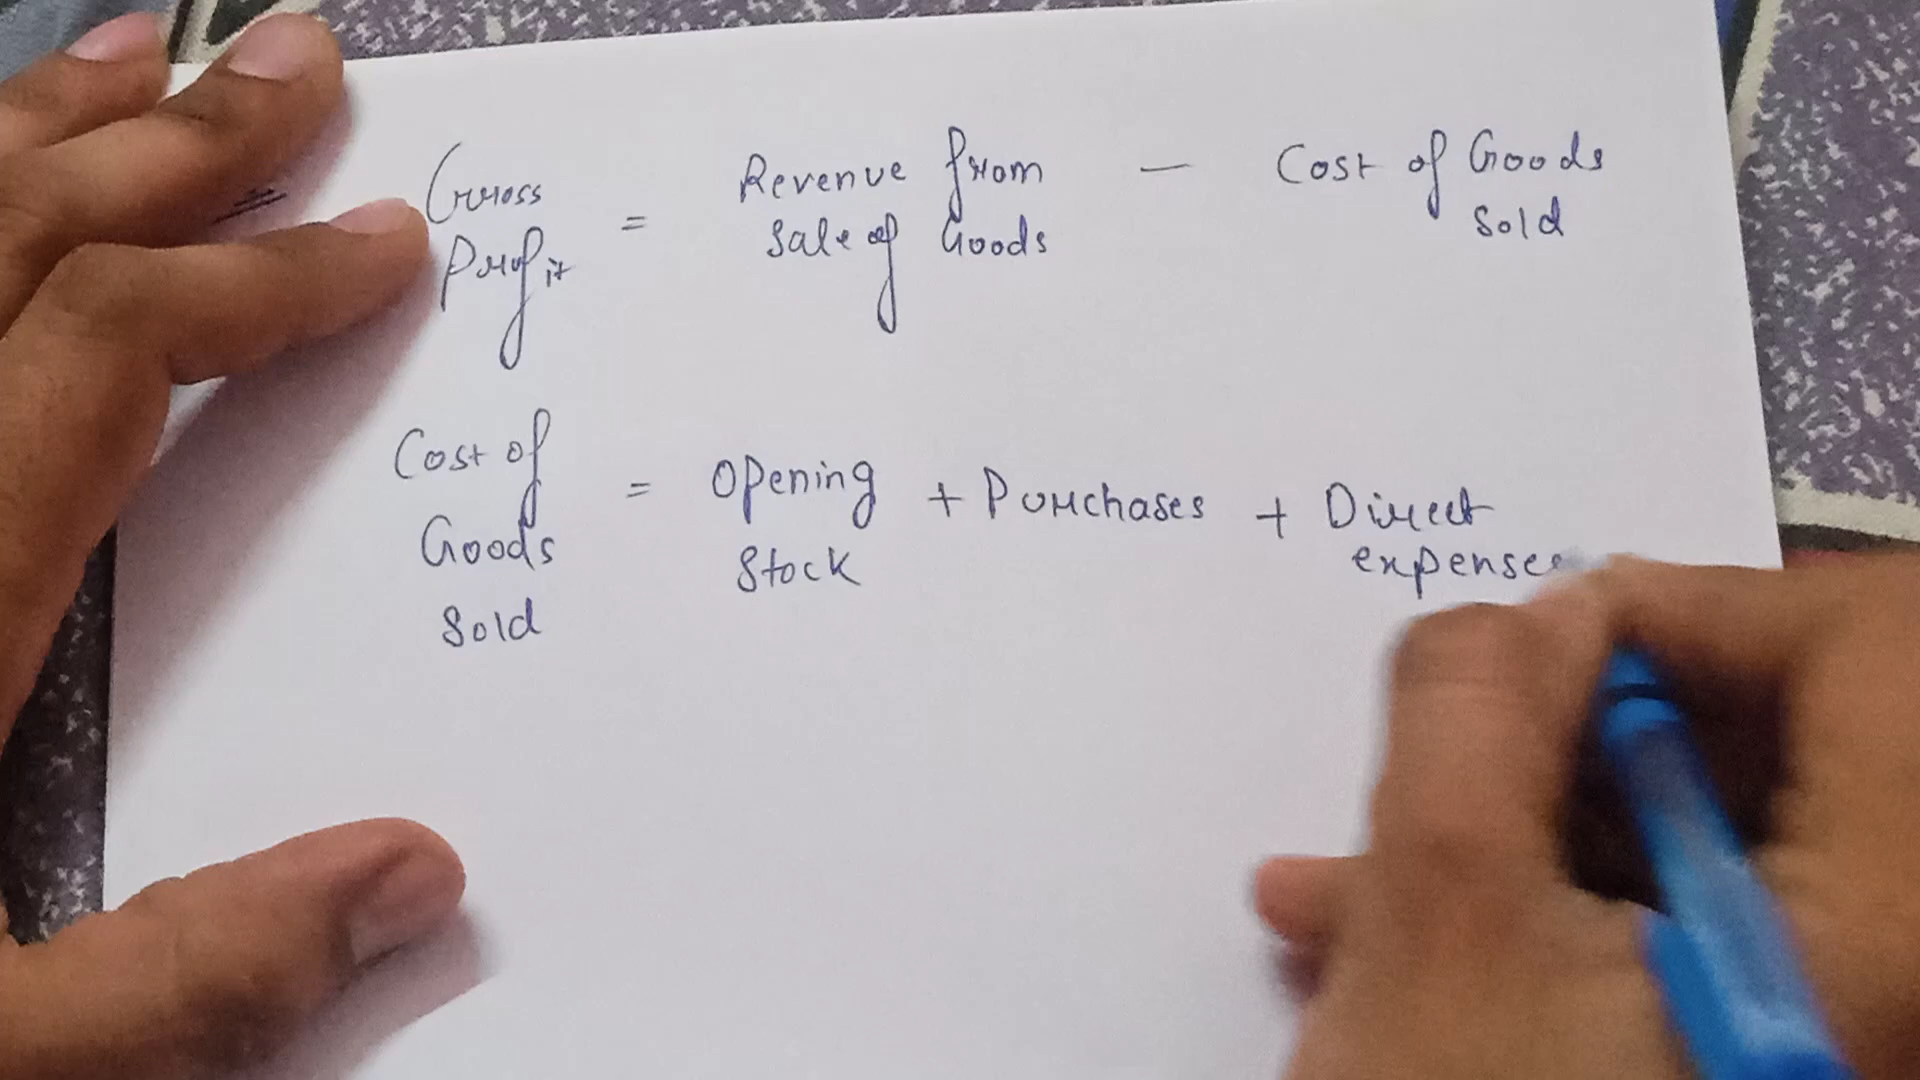 Gross Profit = Revenue from Sale of Goods — Cost of Goods Sold
Cost of Goods Sold = Opening Stock + Purchases + Direct expenses